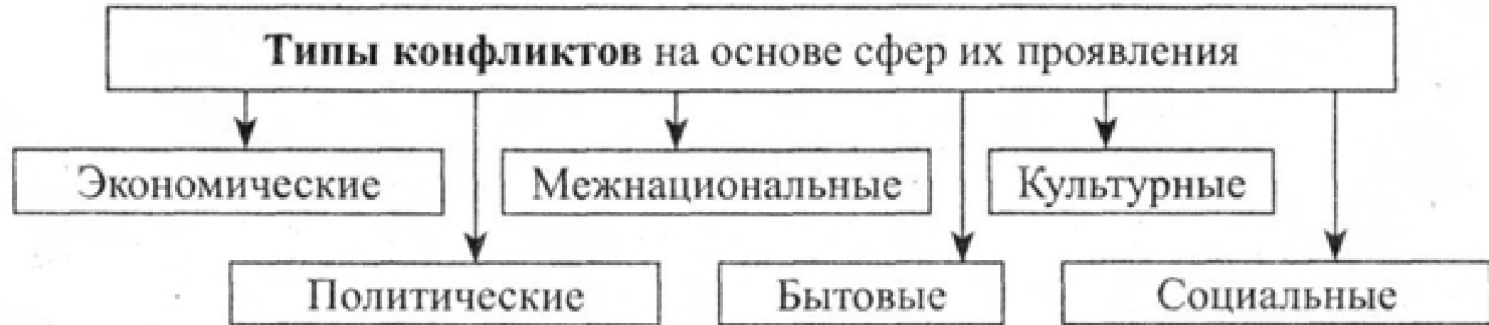 Типы конфликтов на основе сфер их проявления
Экономические
Межнациональные
Культурные
Политические
Бытовые
Социальные